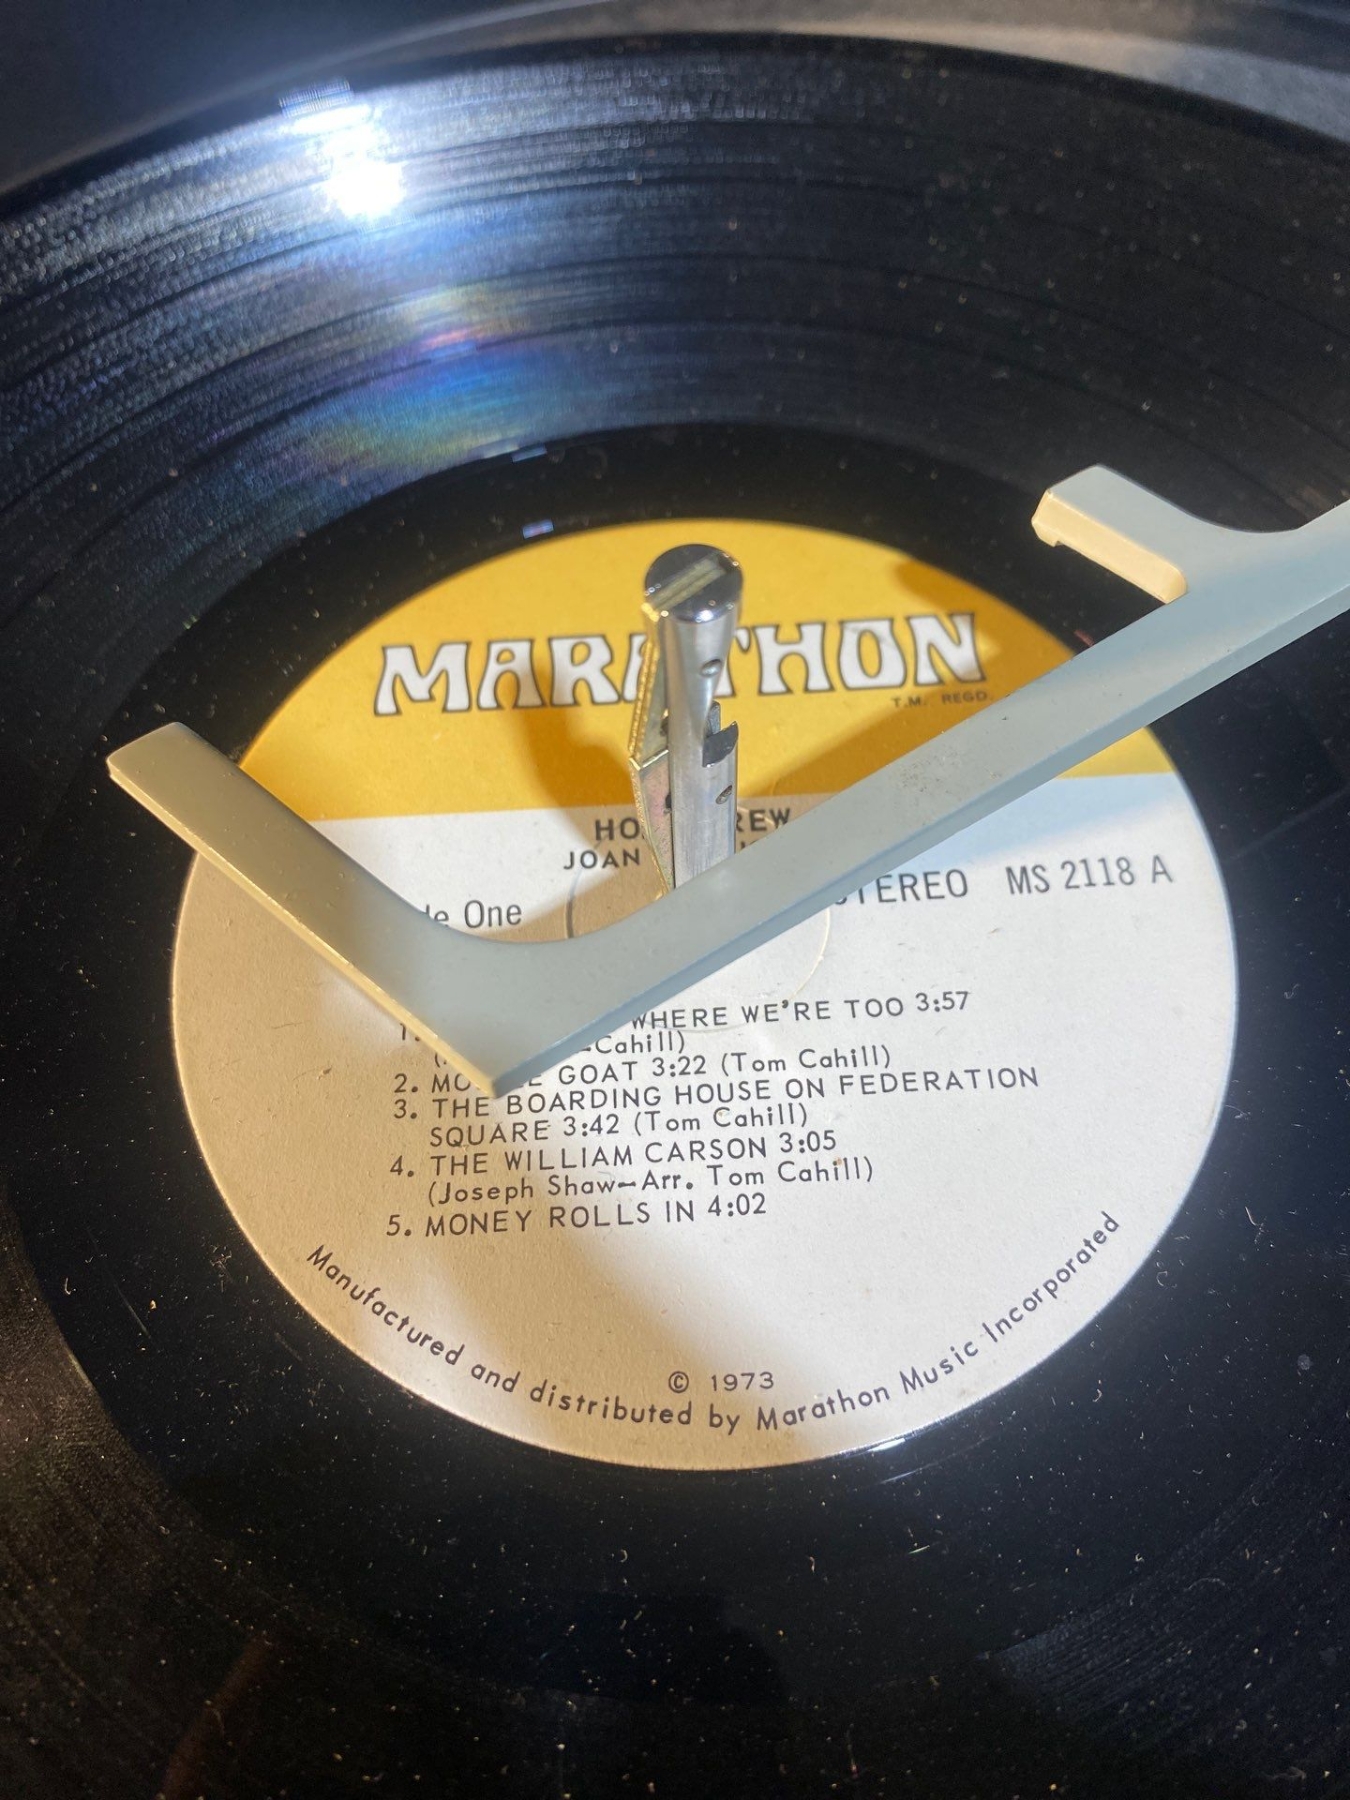 MARATHON
T.M. REGD.
JOAN
One
STEREO MS 2118 A
1. WHERE WE'RE TOO 3:57
Cahill)
2. GOAT 3:22 (Tom Cahill)
3. THE BOARDING HOUSE ON FEDERATION
SQUARE 3:42 (Tom Cahill)
4. THE WILLIAM CARSON 3:05
(Joseph Shaw-Arr. Tom Cahill)
5. MONEY ROLLS IN 4:02
© 1973
Manufactured and distributed by Marathon Music Incorporated